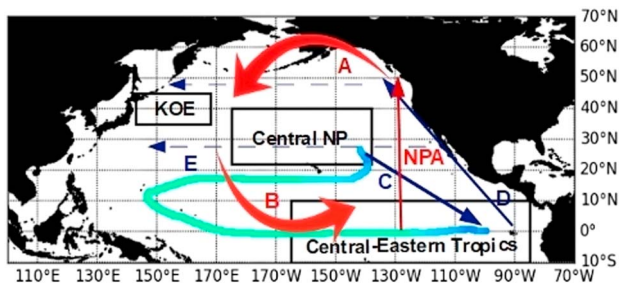 70°N
60°N
A
50°N
KOE
40°N
Central NP
30°N
NPA
E
C
20°N
B
D
10°N
0°
Central-Eastern Tropics
10°S
110°E 130°E 150°E 170°E 170°W 150°W 130°W 110°W 90°W 70°W